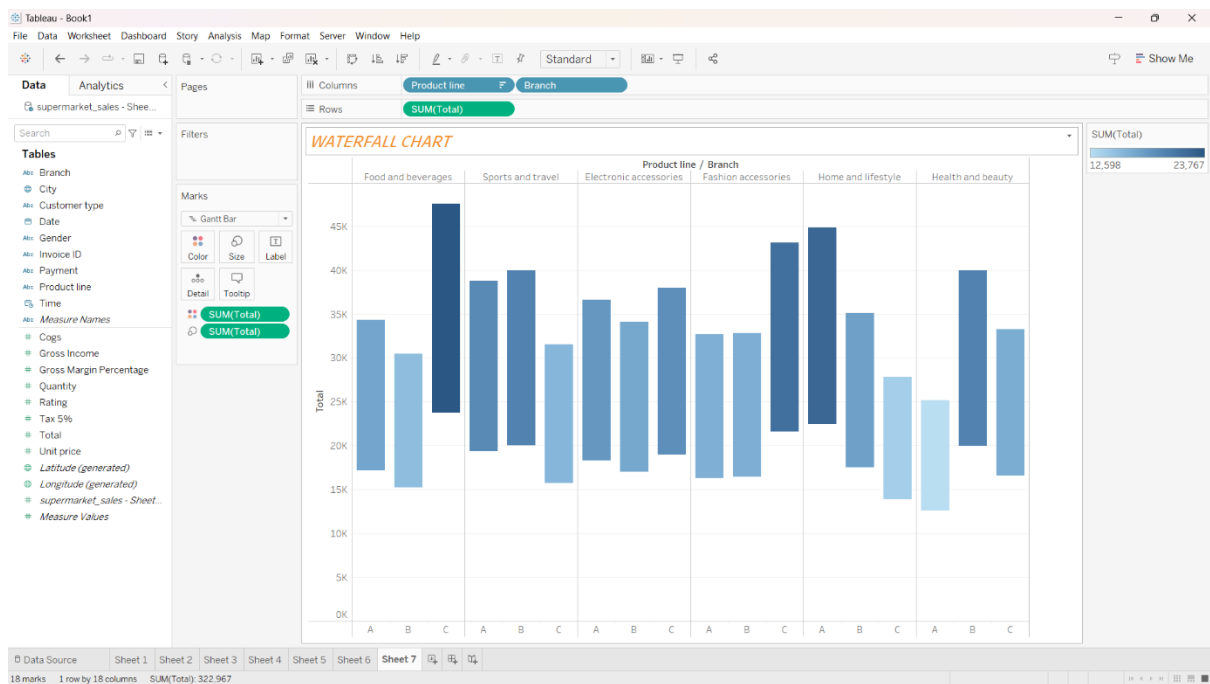 Tableau - Book1
File Data Worksheet Dashboard Story Analysis Map Format Server Window Help
Standard
Show Me
Data Analytics
Pages
Columns Product line Branch
supermarket_sales - Shee...
Rows SUM(Total)
Search
Filters
WATERFALL CHART
SUM(Total)
12,598 23,767
Tables
Abc Branch
City
Abc Customer type
Date
Abc Gender
Abc Invoice ID
Abc Payment
Abc Product line
Time
Abc Measure Names
# Cogs
# Gross Income
# Gross Margin Percentage
# Quantity
# Rating
# Tax 5%
# Total
# Unit price
Latitude (generated)
Longitude (generated)
# supermarket_sales - Sheet...
# Measure Values
Marks
Gantt Bar
Color Size Label
Detail Tooltip
SUM(Total)
SUM(Total)
Product line / Branch
Food and beverages Sports and travel Electronic accessories Fashion accessories Home and lifestyle Health and beauty
Total
45K
40K
35K
30K
25K
20K
15K
10K
5K
0K
A B C A B C A B C A B C A B C A B C
Data Source Sheet 1 Sheet 2 Sheet 3 Sheet 4 Sheet 5 Sheet 6 Sheet 7
18 marks 1 row by 18 columns SUM(Total): 322,967